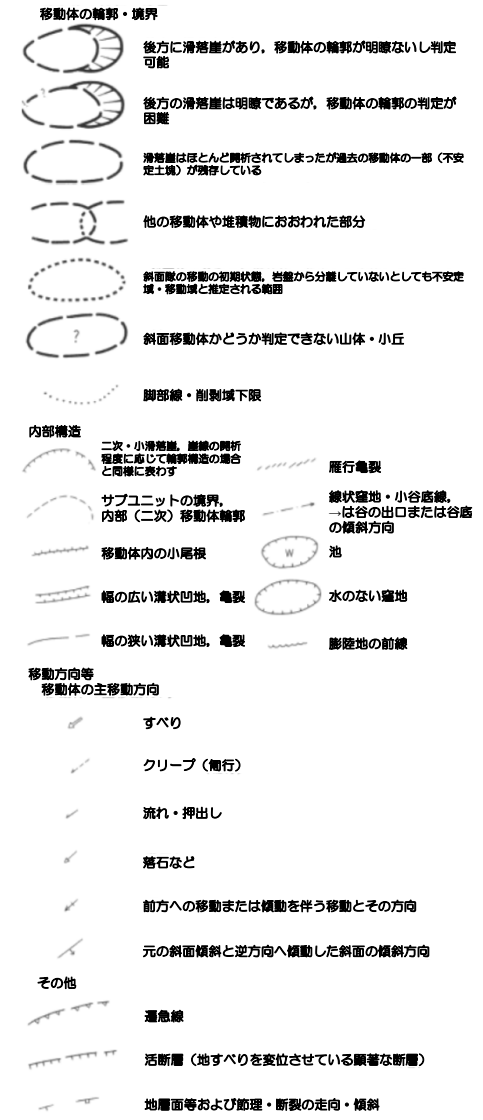 移動体の輪郭・境界
後方に滑落崖があり，移動体の輪郭が明瞭ないし判定
可能
後方の滑落崖は明瞭であるが，移動体の輪郭の判定が
困難
滑落崖はほとんど開析されてしまったが過去の移動体の一部（不安
定土塊）が残存している
他の移動体や堆積物におおわれた部分
斜面隊の移動の初期状態，岩盤から分離していないとしても不安定
域・移動域と推定される範囲
?
斜面移動体かどうか判定できない山体・小丘
脚部線・削剥域下限
内部構造
二次・小滑落崖，崖線の開析
程度に応じて輪郭構造の場合
と同様に表わす
雁行亀裂
サブユニットの境界，
内部（二次）移動体輪郭
線状窪地・小谷底線，
→は谷の出口または谷底
の傾斜方向
移動体内の小尾根
W
池
幅の広い溝状凹地，亀裂
水のない窪地
幅の狭い溝状凹地，亀裂
膨陸地の前線
移動方向等
移動体の主移動方向
すべり
クリープ（匍行）
流れ・押出し
落石など
前方への移動または傾動を伴う移動とその方向
元の斜面傾斜と逆方向へ傾動した斜面の傾斜方向
その他
遷急線
活断層（地すべりを変位させている顕著な断層）
地層面等および節理・断裂の走向・傾斜